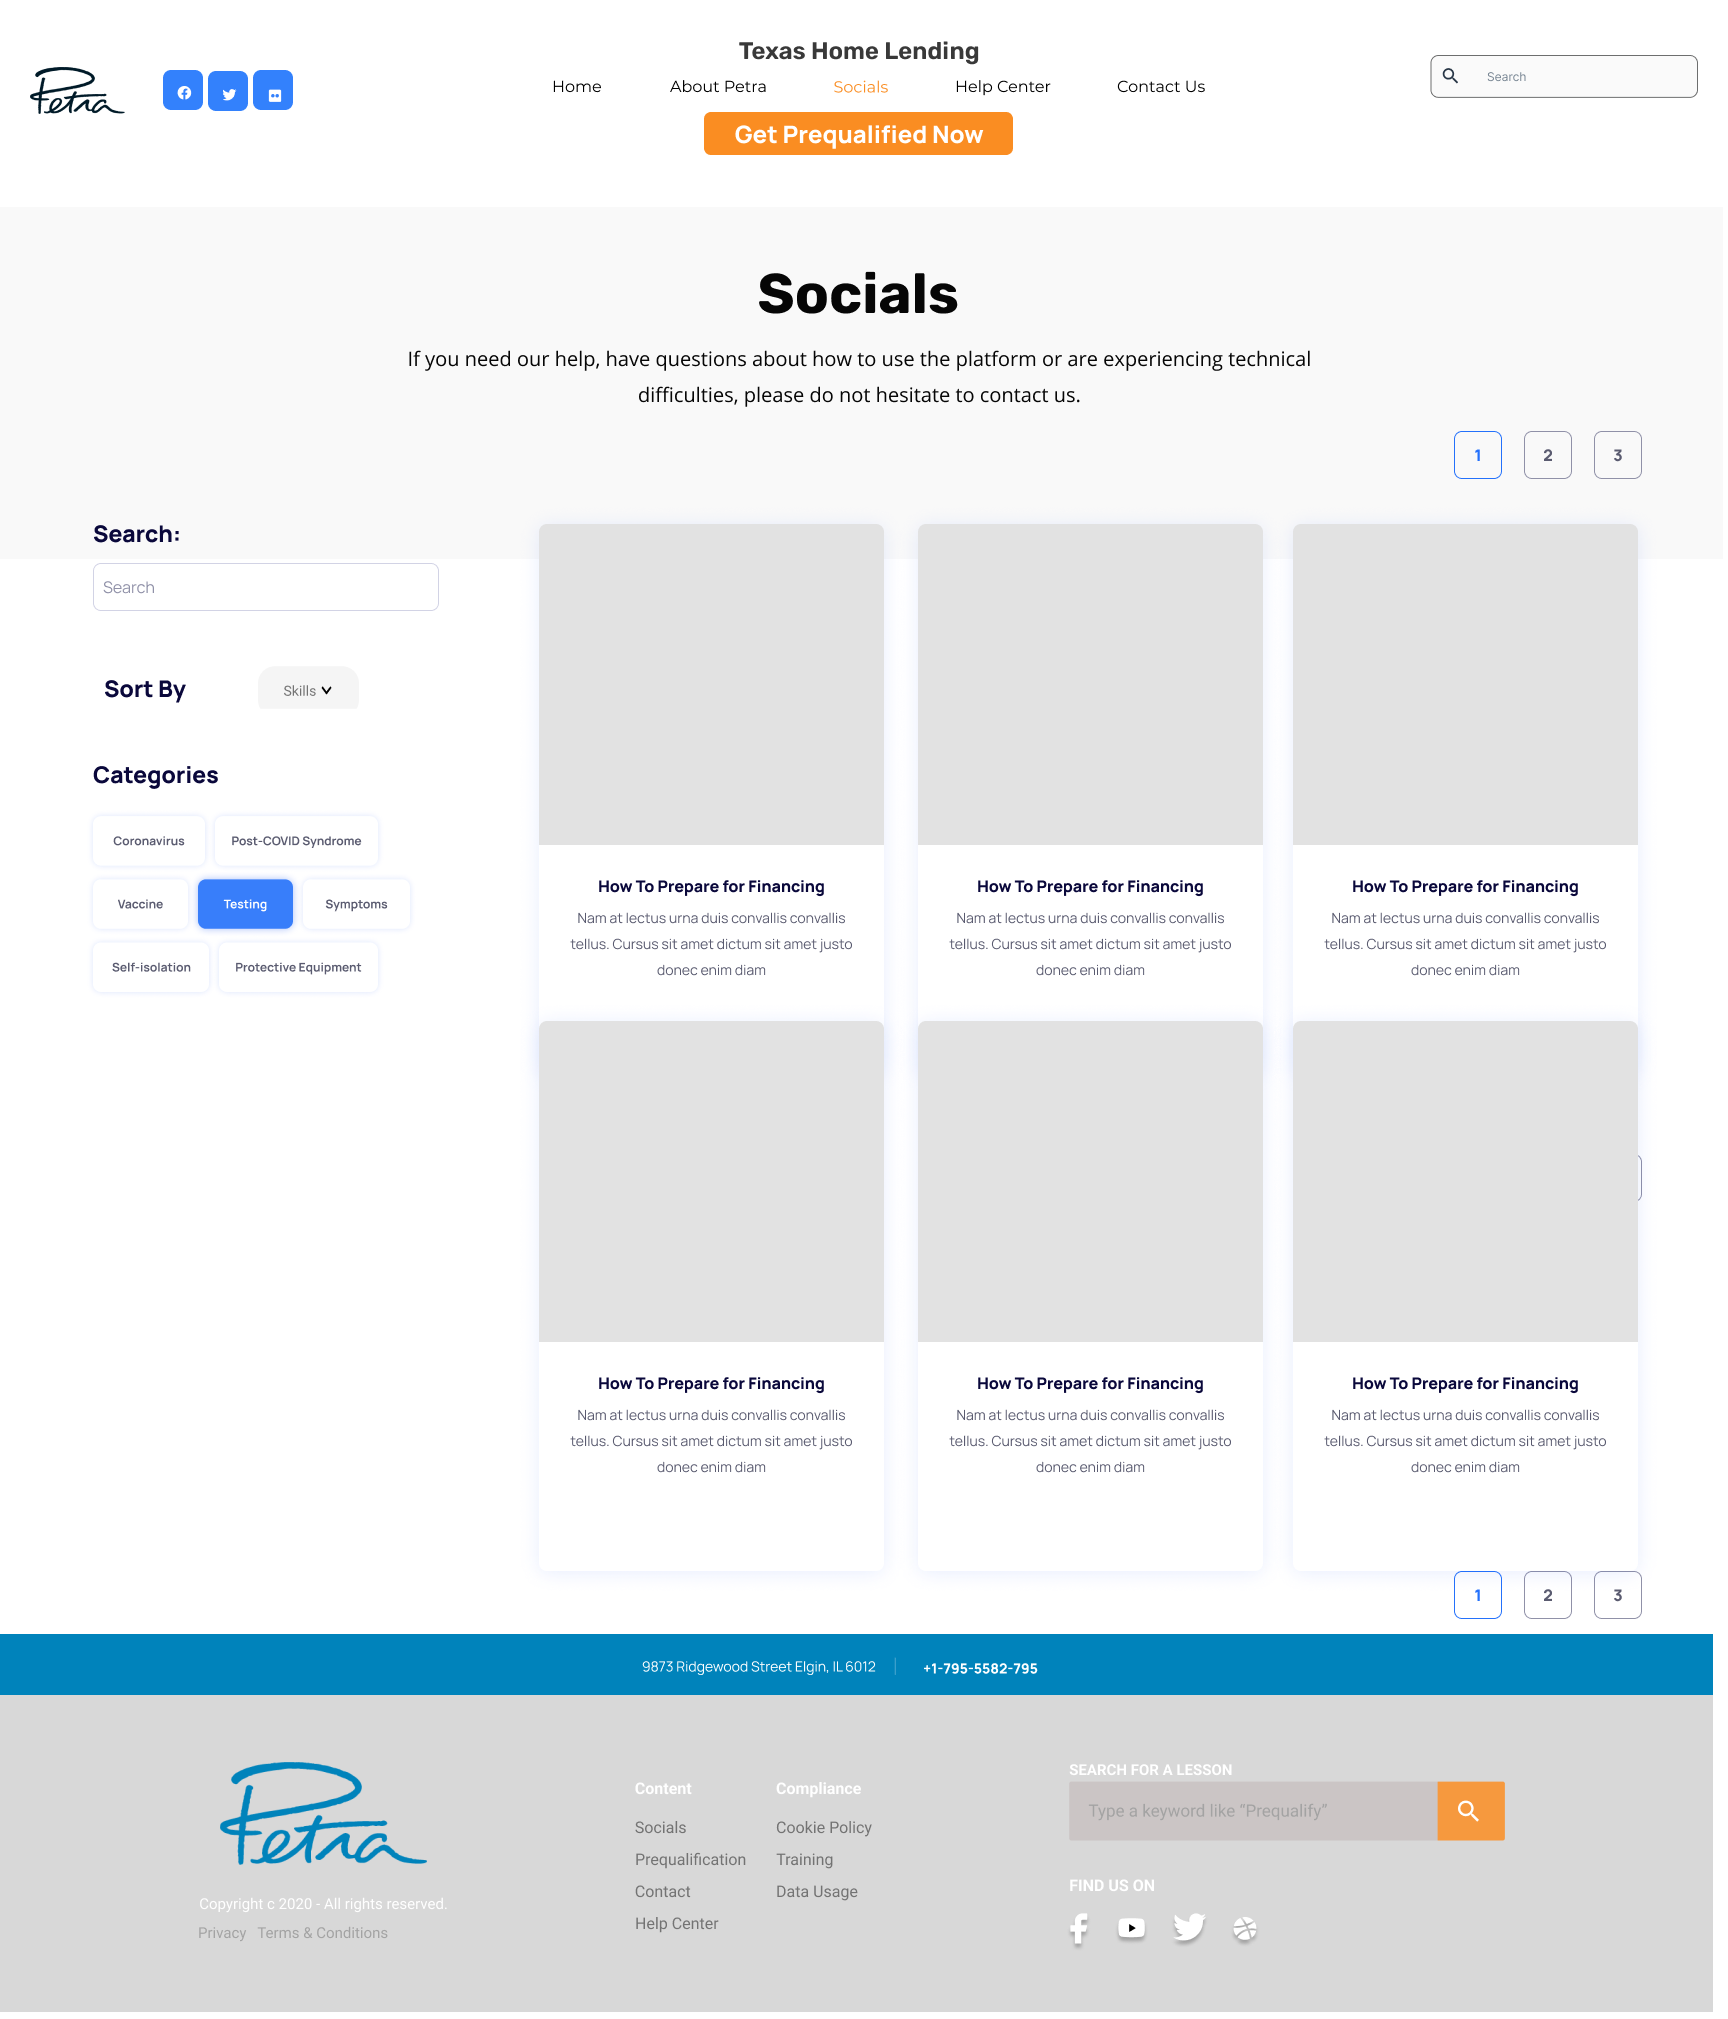 Petra
Texas Home Lending
Home
About Petra
Socials
Help Center
Contact Us
Search
Get Prequalified Now
Socials
If you need our help, have questions about how to use the platform or are experiencing technical
difficulties, please do not hesitate to contact us.
1
2
3
Search:
Search
Sort By
Skills
Categories
Coronavirus
Post-COVID Syndrome
Vaccine
Testing
Symptoms
Self-isolation
Protective Equipment
How To Prepare for Financing
Nam at lectus urna duis convallis convallis
tellus. Cursus sit amet dictum sit amet justo
donec enim diam
How To Prepare for Financing
Nam at lectus urna duis convallis convallis
tellus. Cursus sit amet dictum sit amet justo
donec enim diam
How To Prepare for Financing
Nam at lectus urna duis convallis convallis
tellus. Cursus sit amet dictum sit amet justo
donec enim diam
How To Prepare for Financing
Nam at lectus urna duis convallis convallis
tellus. Cursus sit amet dictum sit amet justo
donec enim diam
How To Prepare for Financing
Nam at lectus urna duis convallis convallis
tellus. Cursus sit amet dictum sit amet justo
donec enim diam
How To Prepare for Financing
Nam at lectus urna duis convallis convallis
tellus. Cursus sit amet dictum sit amet justo
donec enim diam
1
2
3
9873 Ridgewood Street Elgin, IL 6012
+1-795-5582-795
Petra
Copyright c 2020 - All rights reserved.
Privacy
Terms & Conditions
Content
Socials
Prequalification
Contact
Help Center
Compliance
Cookie Policy
Training
Data Usage
SEARCH FOR A LESSON
Type a keyword like “Prequalify”
FIND US ON